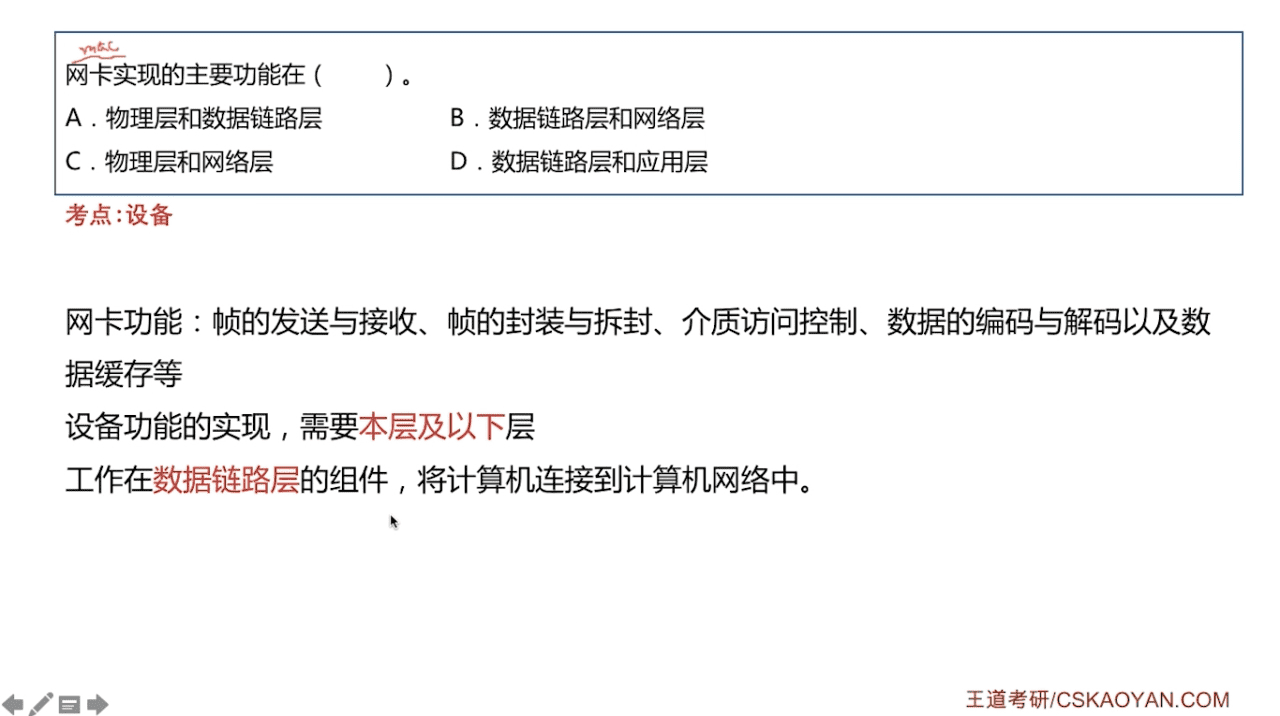 mac
网卡实现的主要功能在(　　)。
A．物理层和数据链路层　　B．数据链路层和网络层
C．物理层和网络层　　D．数据链路层和应用层
考点:设备
网卡功能：帧的发送与接收、帧的封装与拆封、介质访问控制、数据的编码与解码以及数
据缓存等
设备功能的实现，需要本层及以下层
工作在数据链路层的组件，将计算机连接到计算机网络中。
王道考研/CSKAOYAN.COM